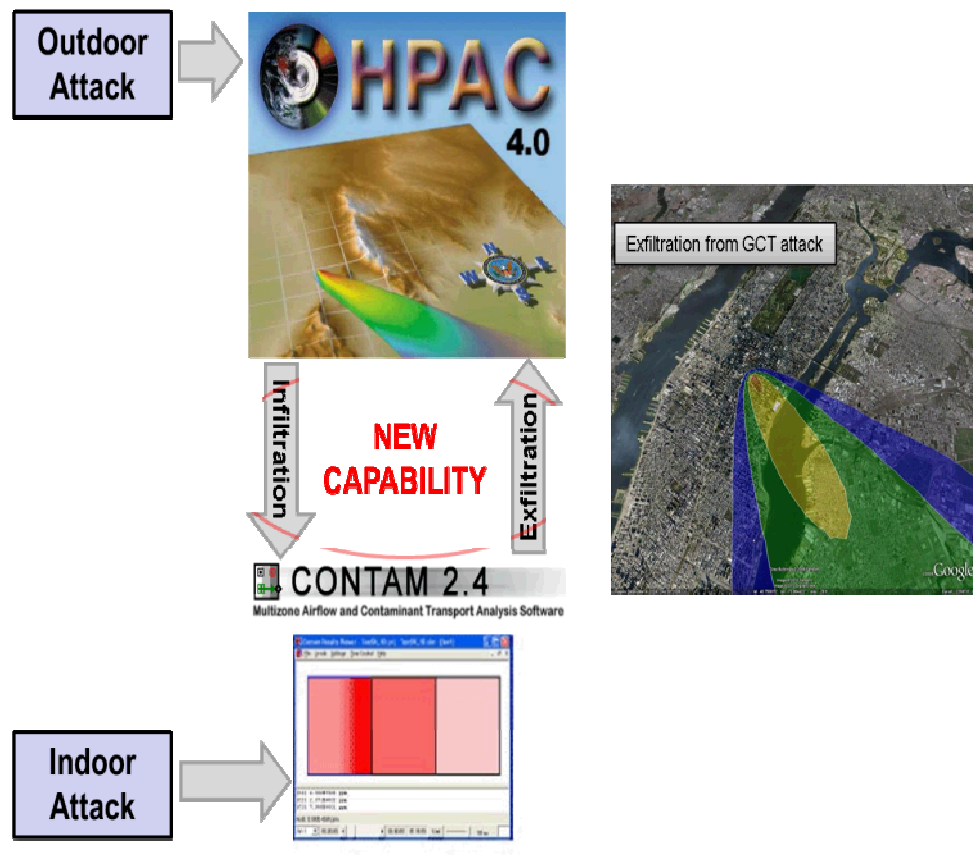 Outdoor
Attack
HPAC
4.0
Exfiltration from GCT attack
Infiltration
NEW
CAPABILITY
Exfiltration
CONTAM 2.4
Multizone Airflow and Contaminant Transport Analysis Software
Google
Indoor
Attack